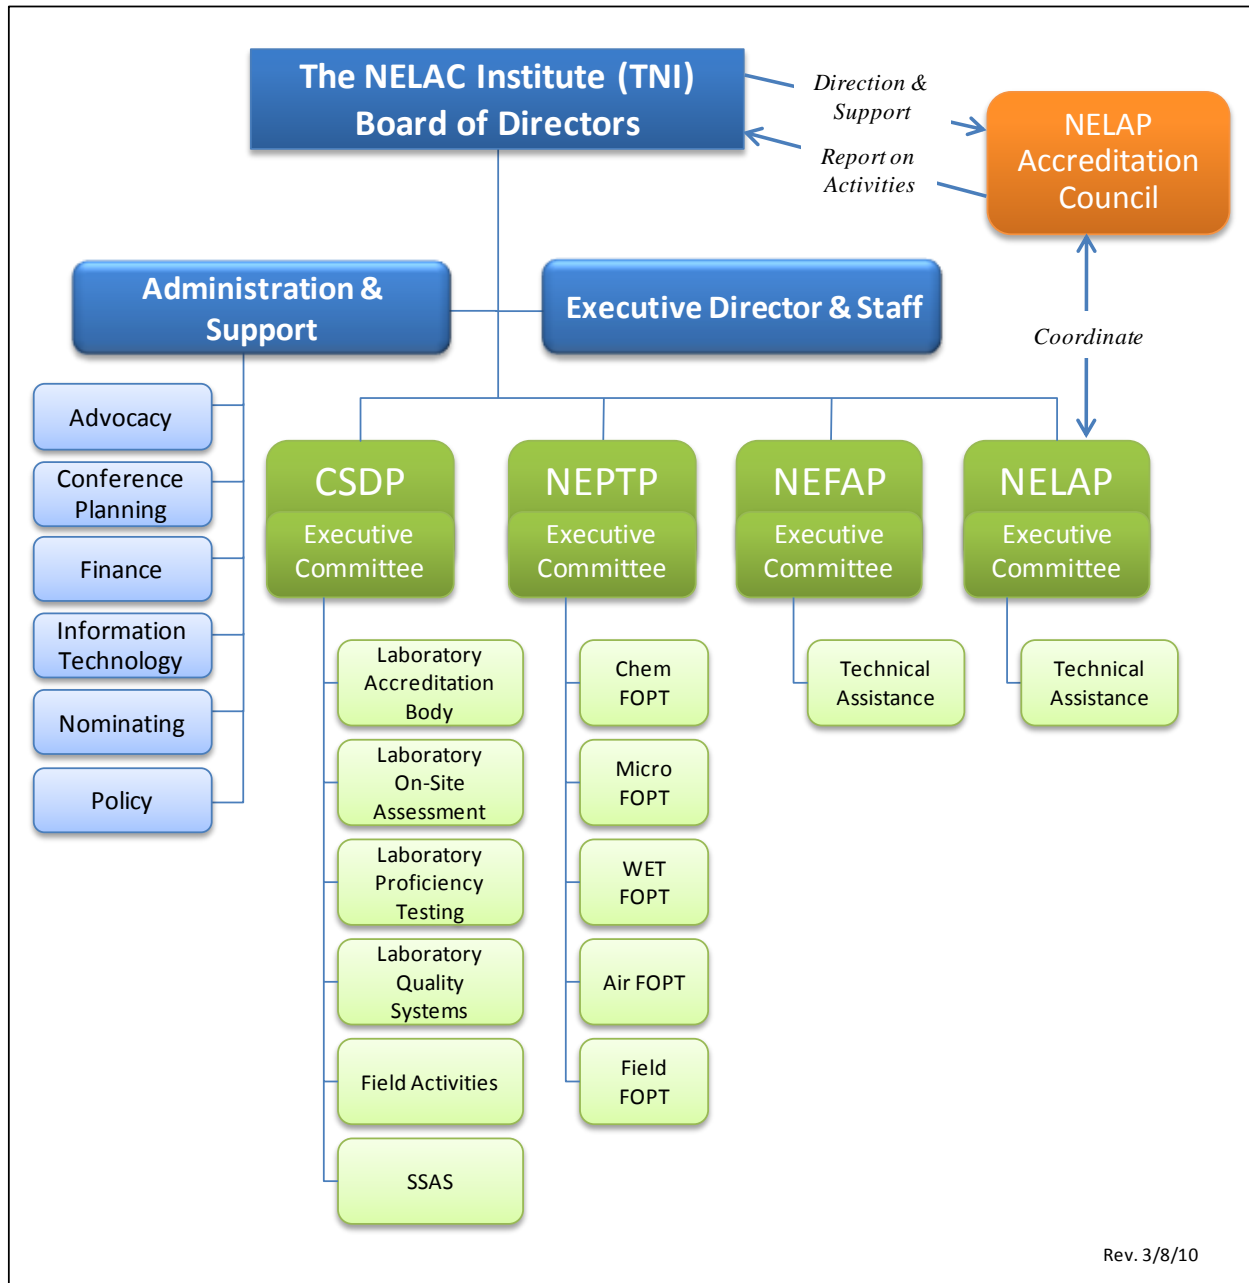 The NELAC Institute (TNI)
Board of Directors
Direction &
Support
Report on
Activities
NELAP
Accreditation
Council
Administration &
Support
Executive Director & Staff
Coordinate
Advocacy
Conference
Planning
Finance
Information
Technology
Nominating
Policy
CSDP
Executive
Committee
Laboratory
Accreditation
Body
Laboratory
On-Site
Assessment
Laboratory
Proficiency
Testing
Laboratory
Quality
Systems
Field Activities
SSAS
NEPTP
Executive
Committee
Chem
FOPT
Micro
FOPT
WET
FOPT
Air FOPT
Field
FOPT
NEFAP
Executive
Committee
Technical
Assistance
NELAP
Executive
Committee
Technical
Assistance
Rev. 3/8/10